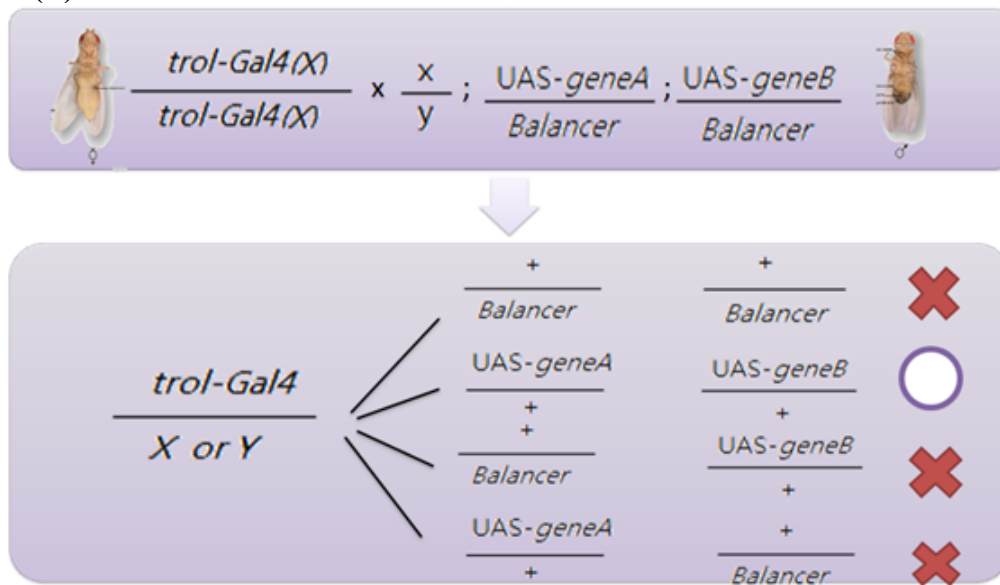 trol-Gal4(X) x x ; UAS-geneA ; UAS-geneB
trol-Gal4(X) y Balancer Balancer
♀ ♂
+ +
Balancer Balancer
UAS-geneA UAS-geneB
trol-Gal4
+ +
X or Y
+ UAS-geneB
Balancer +
UAS-geneA +
+ Balancer